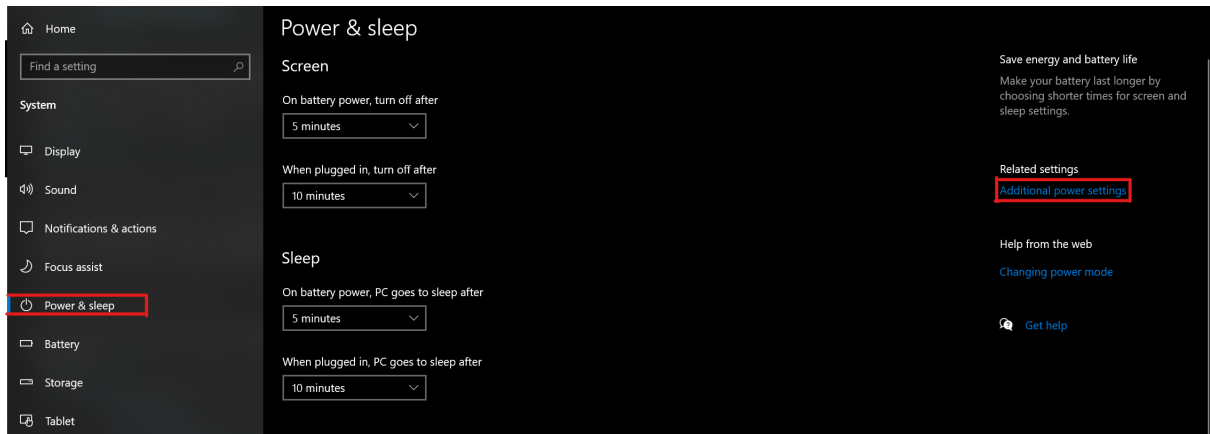 Home
Find a setting
System
Display
Sound
Notifications & actions
Focus assist
Power & sleep
Battery
Storage
Tablet
Power & sleep
Screen
On battery power, turn off after
5 minutes
When plugged in, turn off after
10 minutes
Sleep
On battery power, PC goes to sleep after
5 minutes
When plugged in, PC goes to sleep after
10 minutes
Save energy and battery life
Make your battery last longer by
choosing shorter times for screen and
sleep settings.
Related settings
Additional power settings
Help from the web
Changing power mode
Get help